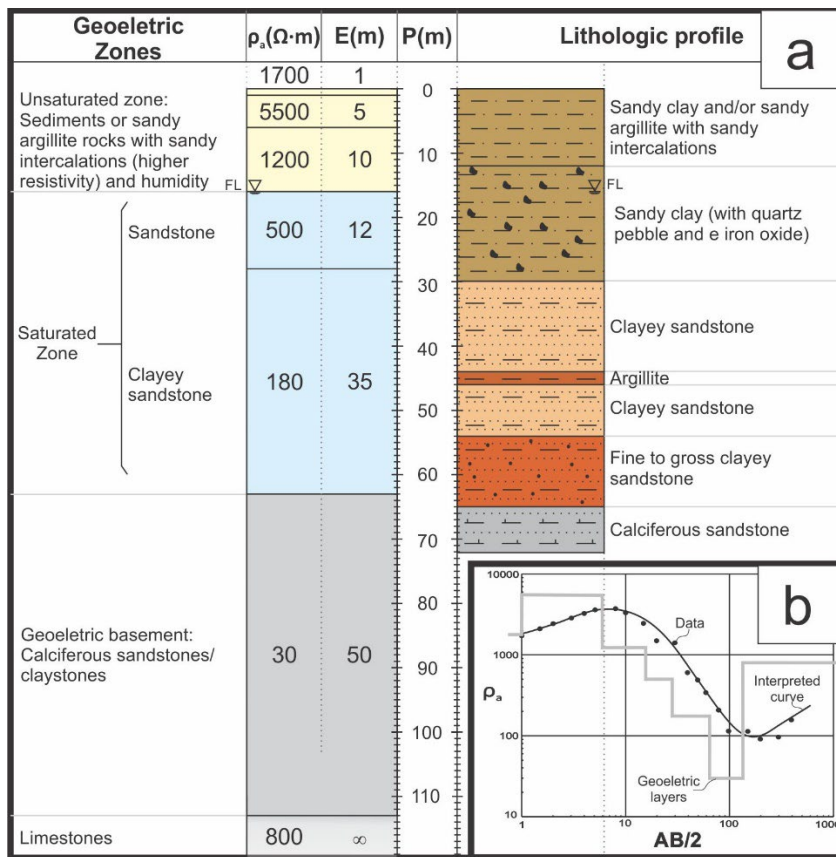 Geoeletric
Zones
ρa(Ω·m)
E(m)
P(m)
Lithologic profile
a
1700
1
Unsaturated zone:
Sediments or sandy
argillite rocks with sandy
intercalations (higher
resistivity) and humidity
FL
5500
5
1200
10
Saturated
Zone
Sandstone
500
12
Clayey
sandstone
180
35
Geoeletric basement:
Calciferous sandstones/
claystones
30
50
Limestones
800
∞
0
10
20
30
40
50
60
70
80
90
100
110
Sandy clay and/or sandy
argillite with sandy
intercalations
FL
Sandy clay (with quartz
pebble and e iron oxide)
Clayey sandstone
Argillite
Clayey sandstone
Fine to gross clayey
sandstone
Calciferous sandstone
b
10000
1000
100
10
ρa
Data
Interpreted
curve
Geoeletric
layers
1
10
100
1000
AB/2